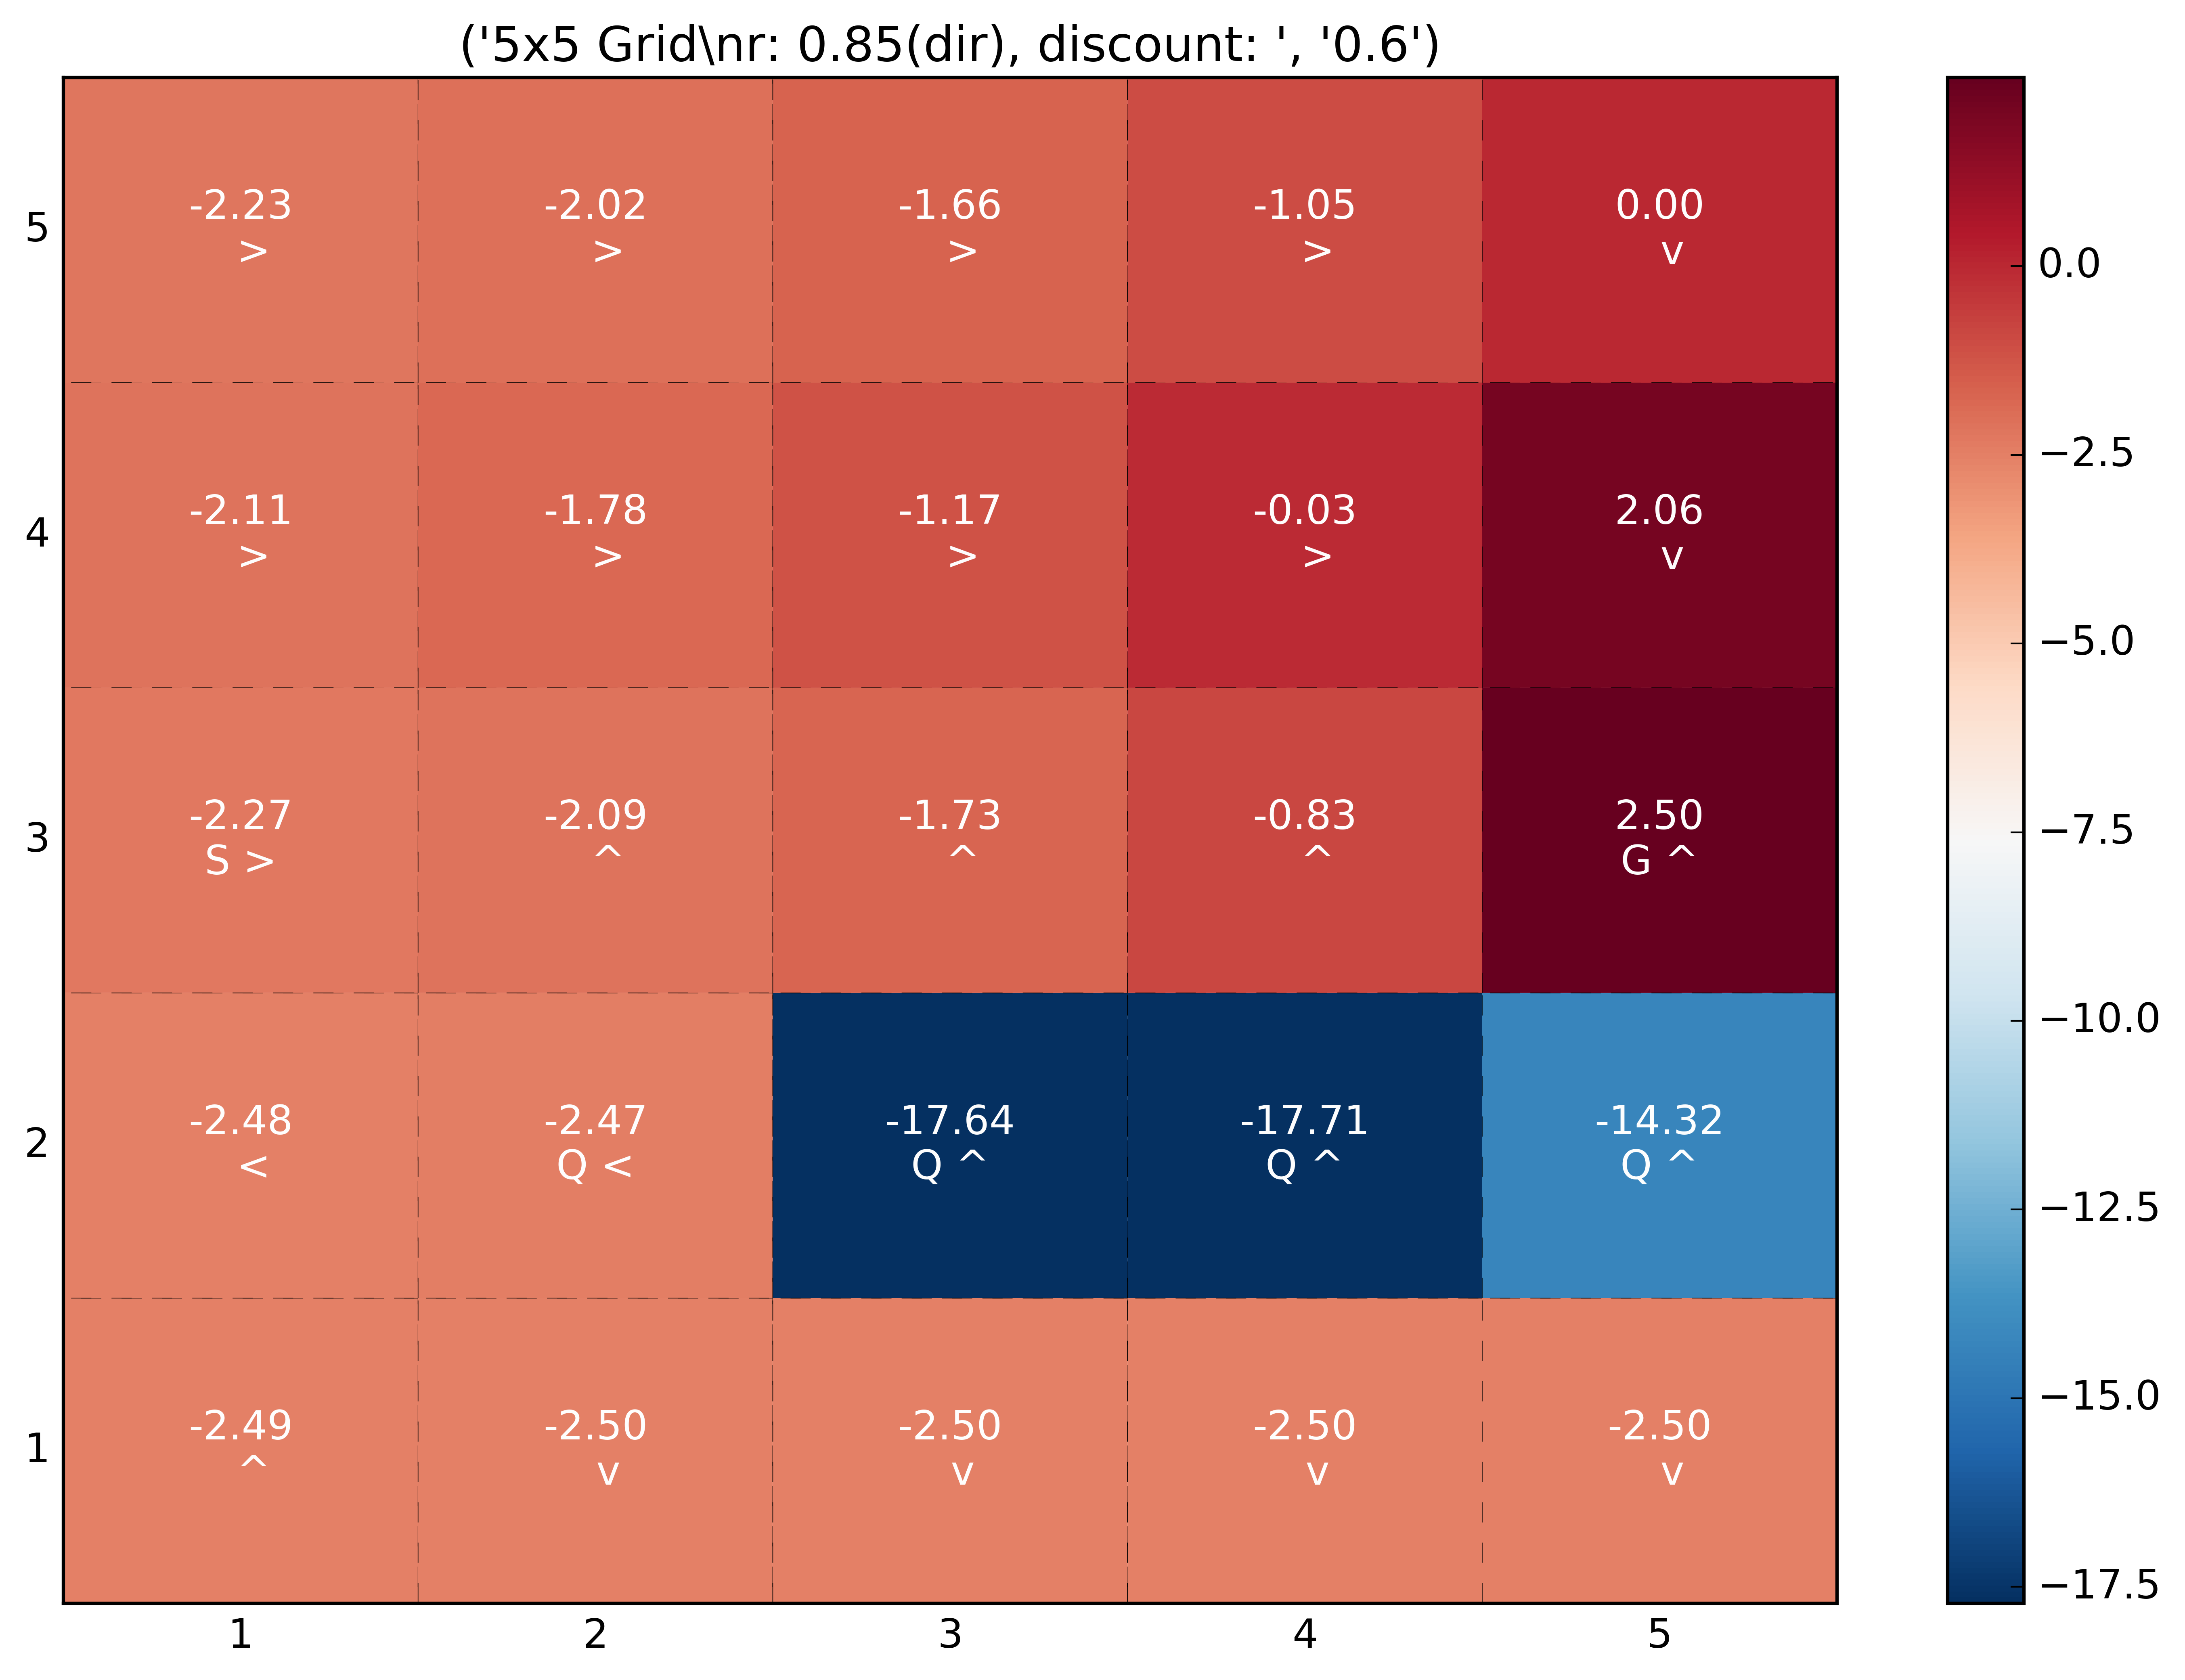 ('5x5 Grid\nr: 0.85(dir), discount: ', '0.6')
5
-2.23 -2.02 -1.66 -1.05 0.00
> > > > v
4
-2.11 -1.78 -1.17 -0.03 2.06
> > > > v
3
-2.27 -2.09 -1.73 -0.83 2.50
S > ^ ^ ^ G ^
2
-2.48 -2.47 -17.64 -17.71 -14.32
< Q < Q ^ Q ^ Q ^
1
-2.49 -2.50 -2.50 -2.50 -2.50
^ v v v v
1 2 3 4 5
0.0
−2.5
−5.0
−7.5
−10.0
−12.5
−15.0
−17.5